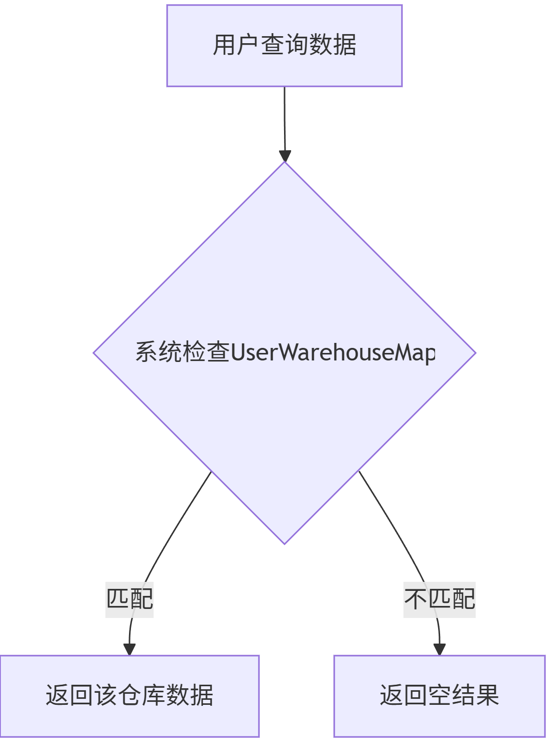 用户查询数据
系统检查UserWarehouseMap
匹配
不匹配
返回该仓库数据
返回空结果